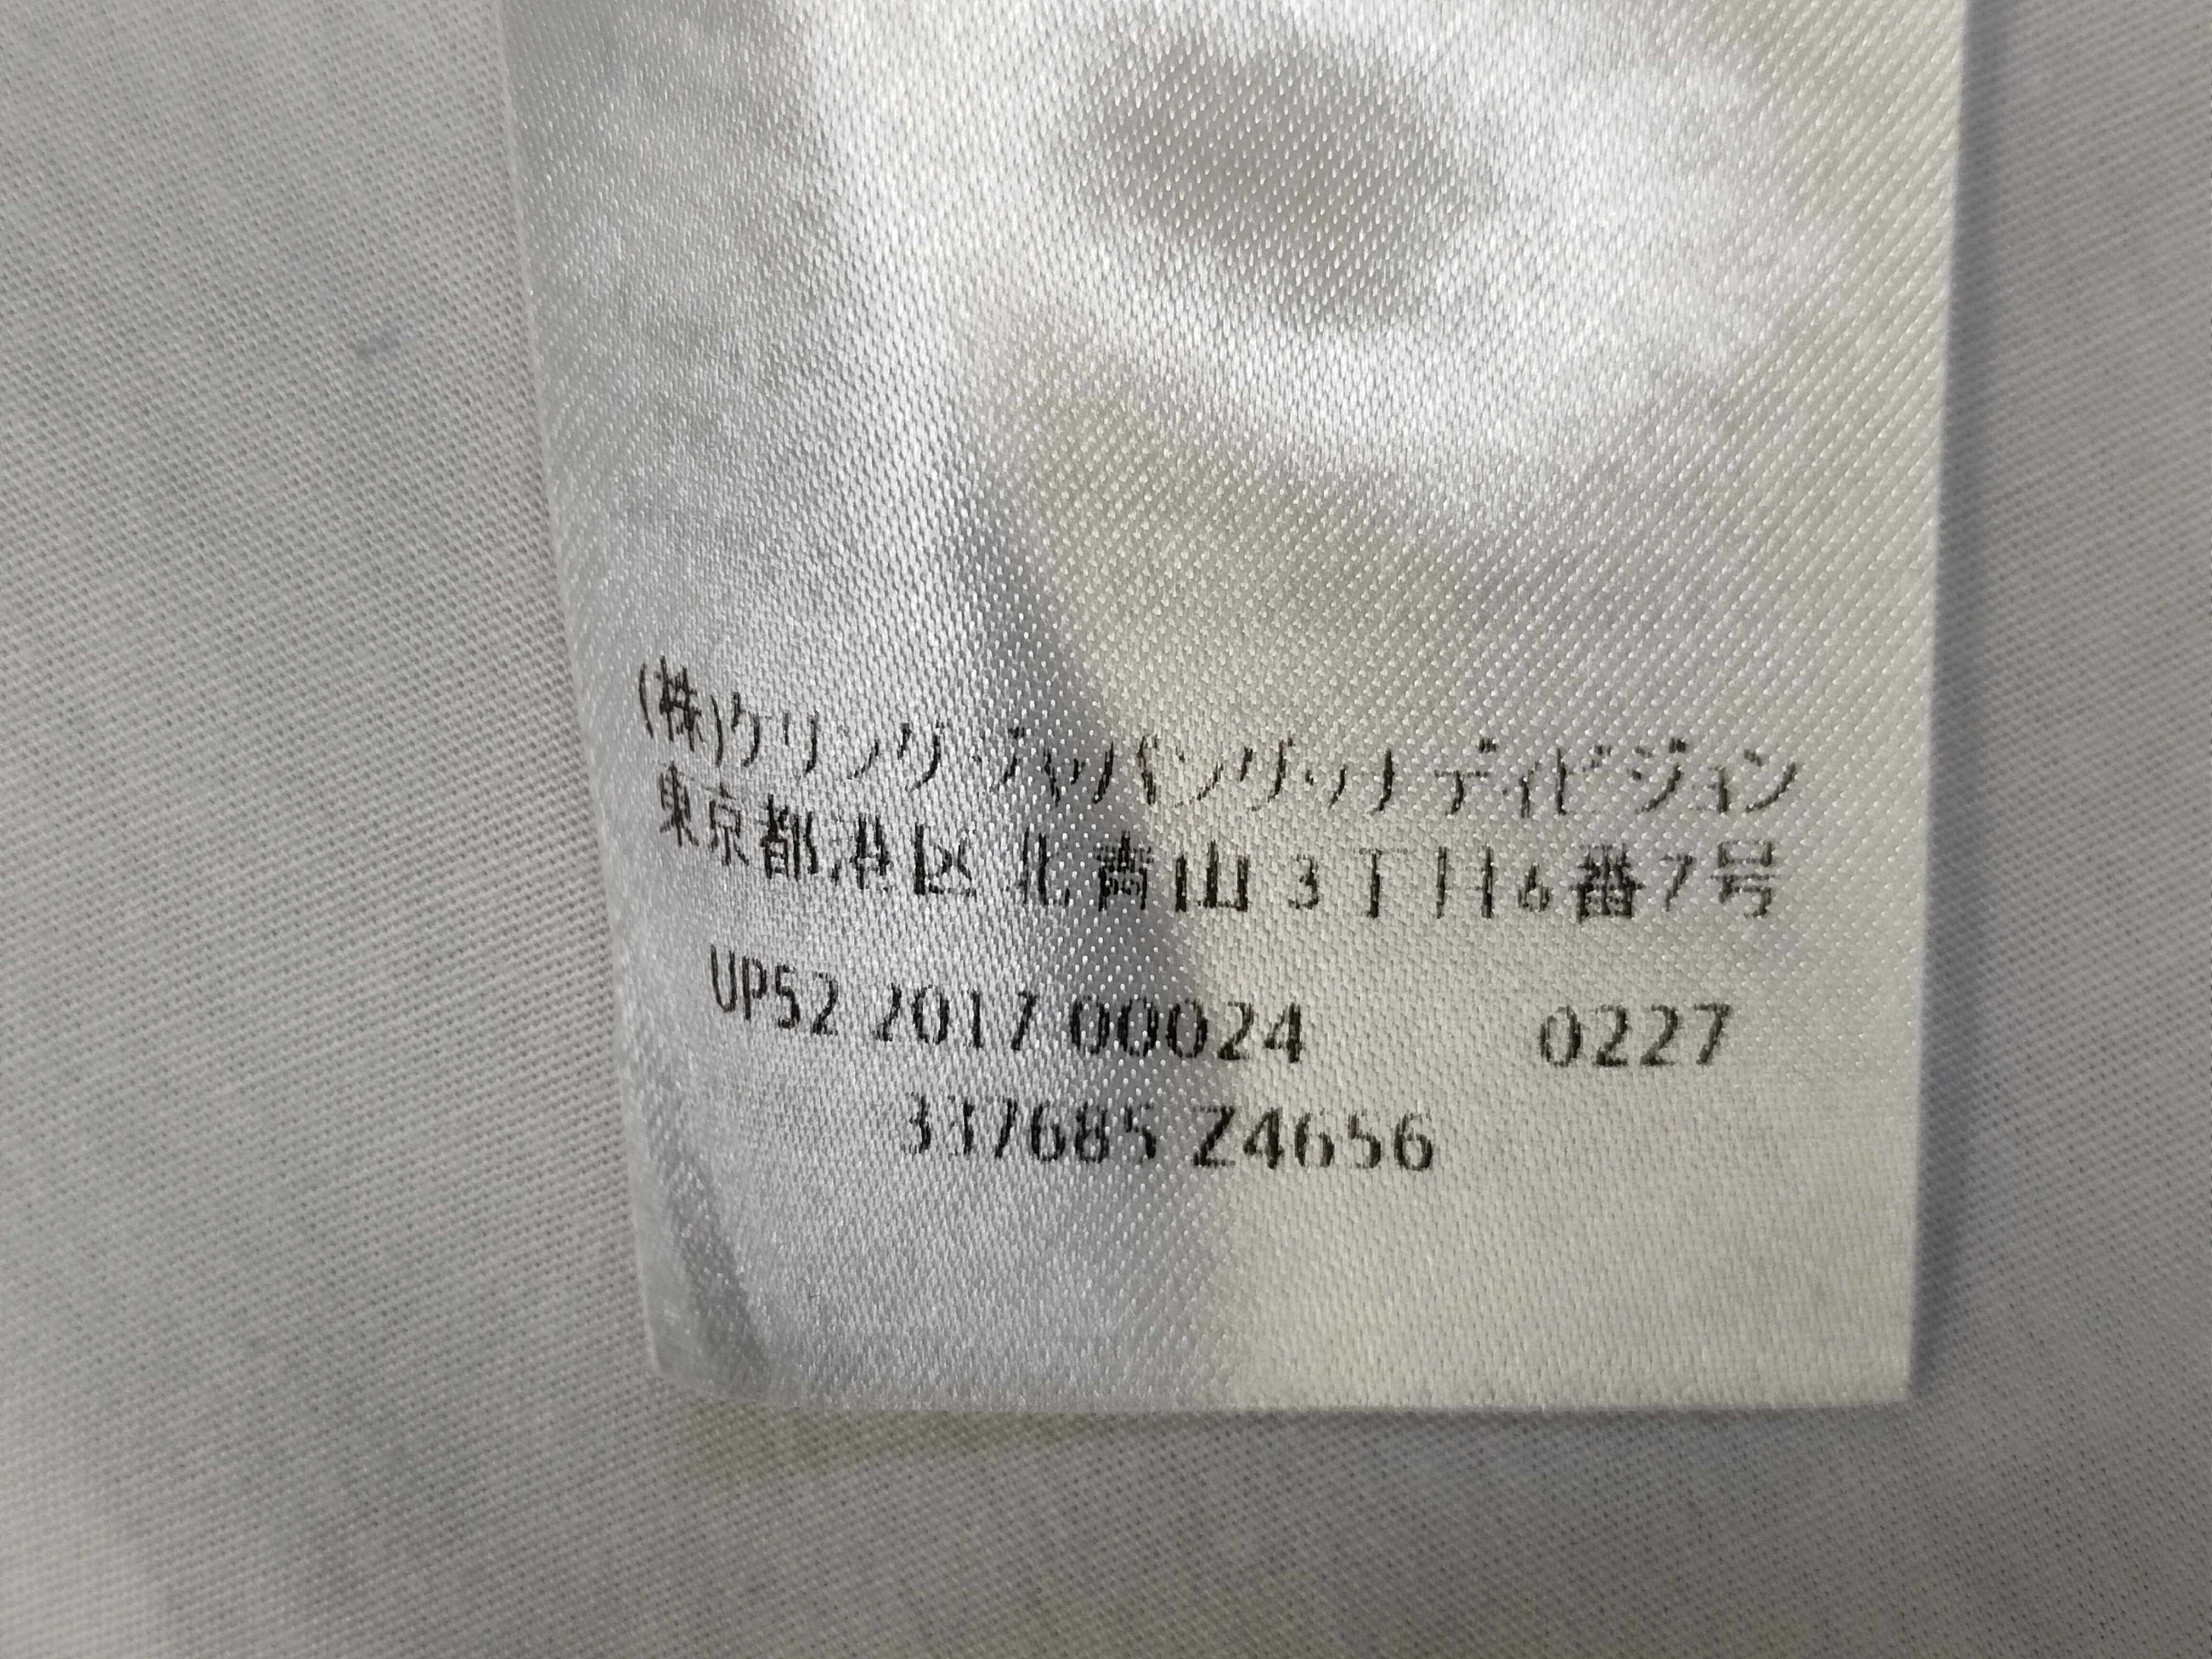 (株)ケリング ジャパン グッチ ディビジョン
東京都港区北青山3丁目6番7号
UP52 2017 00024 0227
337685 Z4656